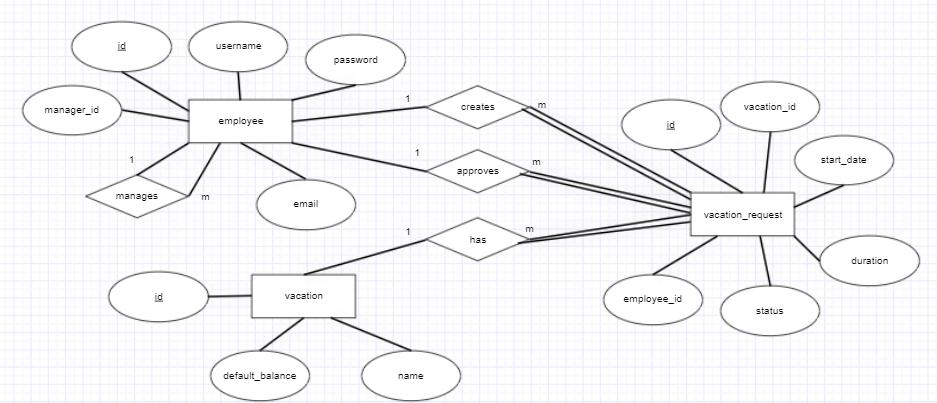 id
username
password
manager_id
employee
1
creates
m
id
vacation_id
start_date
1
manages
m
email
1
approves
m
vacation_request
1
has
m
duration
id
vacation
employee_id
status
default_balance
name